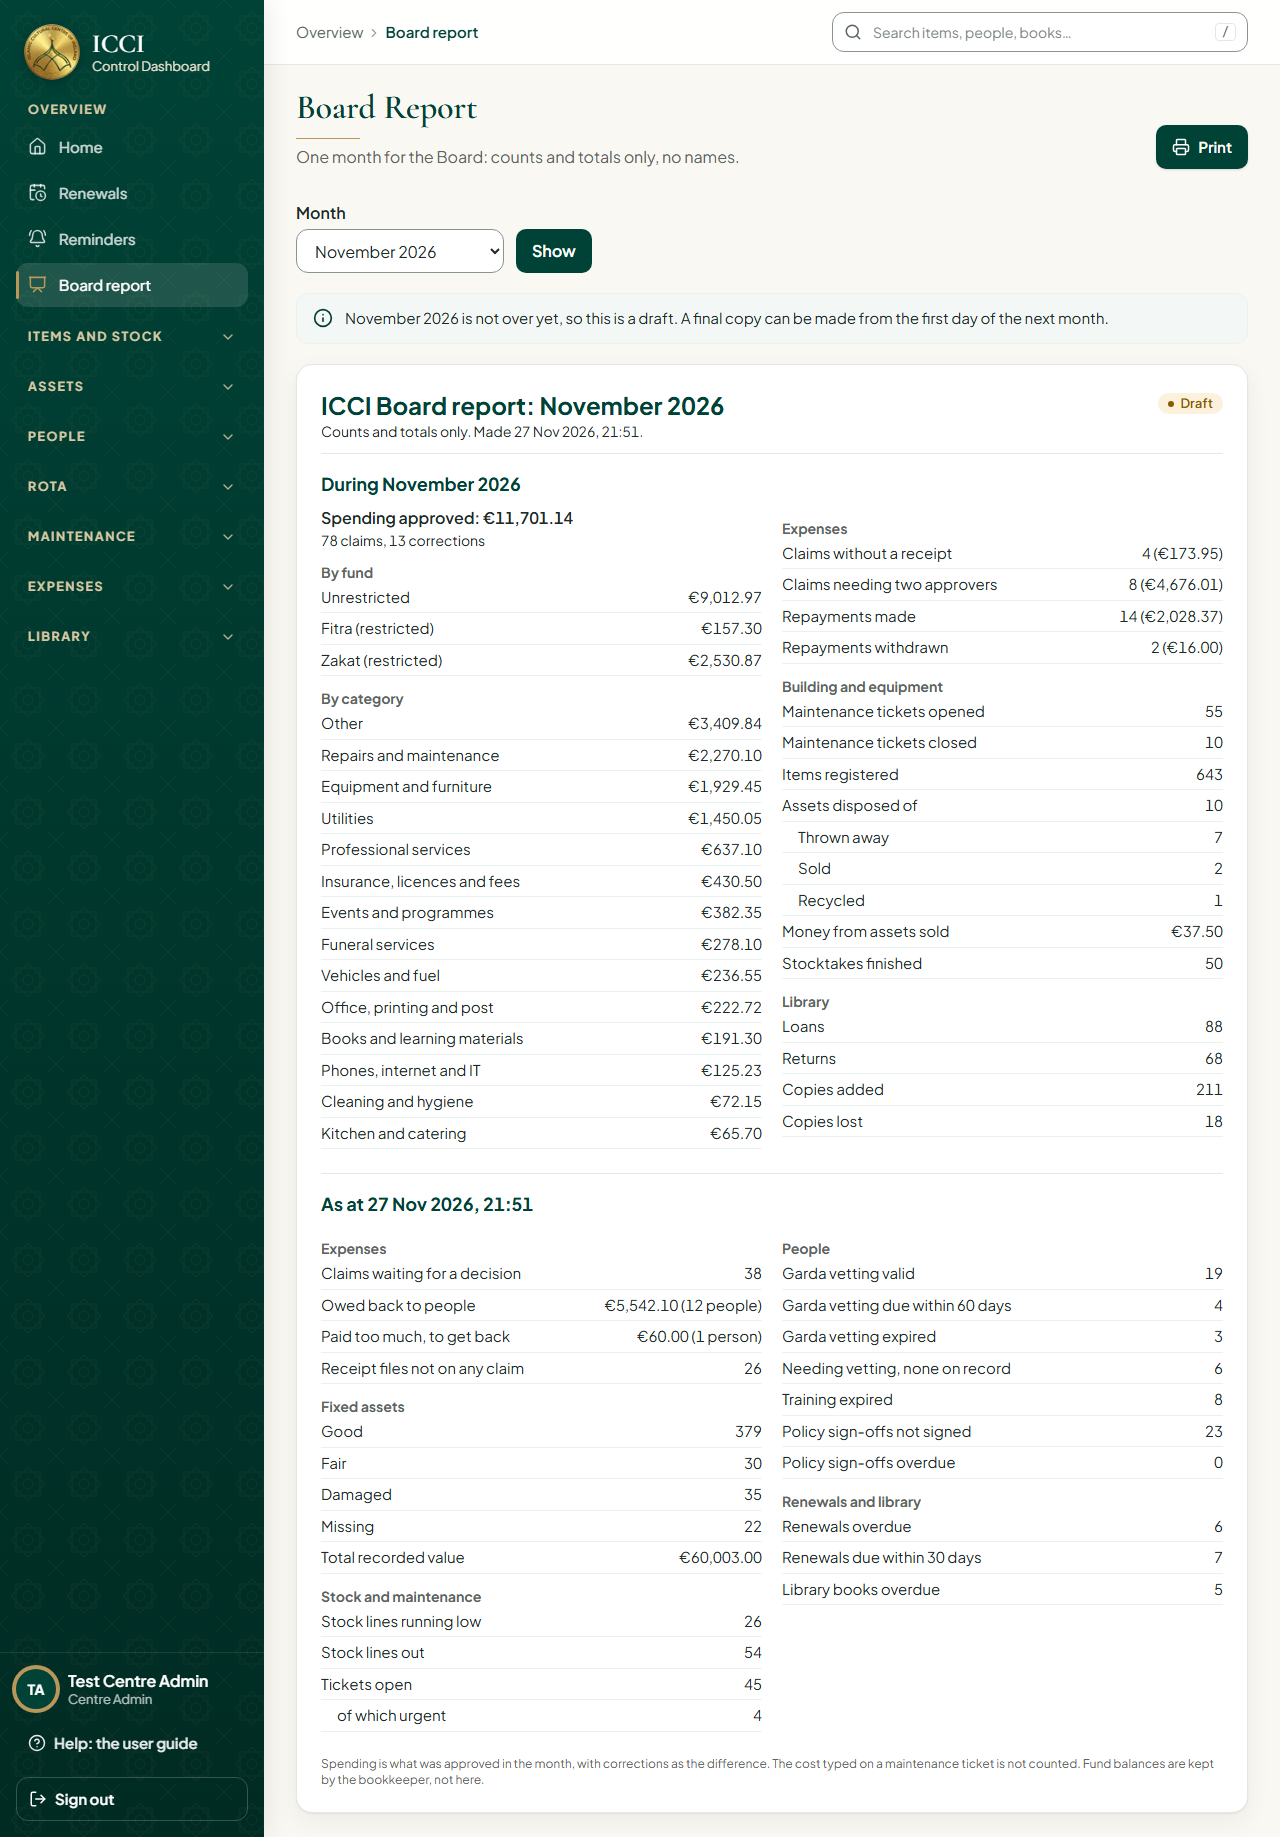 ICCI
Control Dashboard
OVERVIEW
Home
Renewals
Reminders
Board report
ITEMS AND STOCK
ASSETS
PEOPLE
ROTA
MAINTENANCE
EXPENSES
LIBRARY
TA
Test Centre Admin
Centre Admin
Help: the user guide
Sign out
Overview > Board report
Search items, people, books...
/
Board Report
One month for the Board: counts and totals only, no names.
Print
Month
November 2026
Show
November 2026 is not over yet, so this is a draft. A final copy can be made from the first day of the next month.
ICCI Board report: November 2026
Draft
Counts and totals only. Made 27 Nov 2026, 21:51.
During November 2026
Spending approved: €11,701.14
78 claims, 13 corrections
By fund
Unrestricted €9,012.97
Fitra (restricted) €157.30
Zakat (restricted) €2,530.87
By category
Other €3,409.84
Repairs and maintenance €2,270.10
Equipment and furniture €1,929.45
Utilities €1,450.05
Professional services €637.10
Insurance, licences and fees €430.50
Events and programmes €382.35
Funeral services €278.10
Vehicles and fuel €236.55
Office, printing and post €222.72
Books and learning materials €191.30
Phones, internet and IT €125.23
Cleaning and hygiene €72.15
Kitchen and catering €65.70
Expenses
Claims without a receipt 4 (€173.95)
Claims needing two approvers 8 (€4,676.01)
Repayments made 14 (€2,028.37)
Repayments withdrawn 2 (€16.00)
Building and equipment
Maintenance tickets opened 55
Maintenance tickets closed 10
Items registered 643
Assets disposed of 10
Thrown away 7
Sold 2
Recycled 1
Money from assets sold €37.50
Stocktakes finished 50
Library
Loans 88
Returns 68
Copies added 211
Copies lost 18
As at 27 Nov 2026, 21:51
Expenses
Claims waiting for a decision 38
Owed back to people €5,542.10 (12 people)
Paid too much, to get back €60.00 (1 person)
Receipt files not on any claim 26
Fixed assets
Good 379
Fair 30
Damaged 35
Missing 22
Total recorded value €60,003.00
Stock and maintenance
Stock lines running low 26
Stock lines out 54
Tickets open 45
of which urgent 4
People
Garda vetting valid 19
Garda vetting due within 60 days 4
Garda vetting expired 3
Needing vetting, none on record 6
Training expired 8
Policy sign-offs not signed 23
Policy sign-offs overdue 0
Renewals and library
Renewals overdue 6
Renewals due within 30 days 7
Library books overdue 5
Spending is what was approved in the month, with corrections as the difference. The cost typed on a maintenance ticket is not counted. Fund balances are kept
by the bookkeeper, not here.